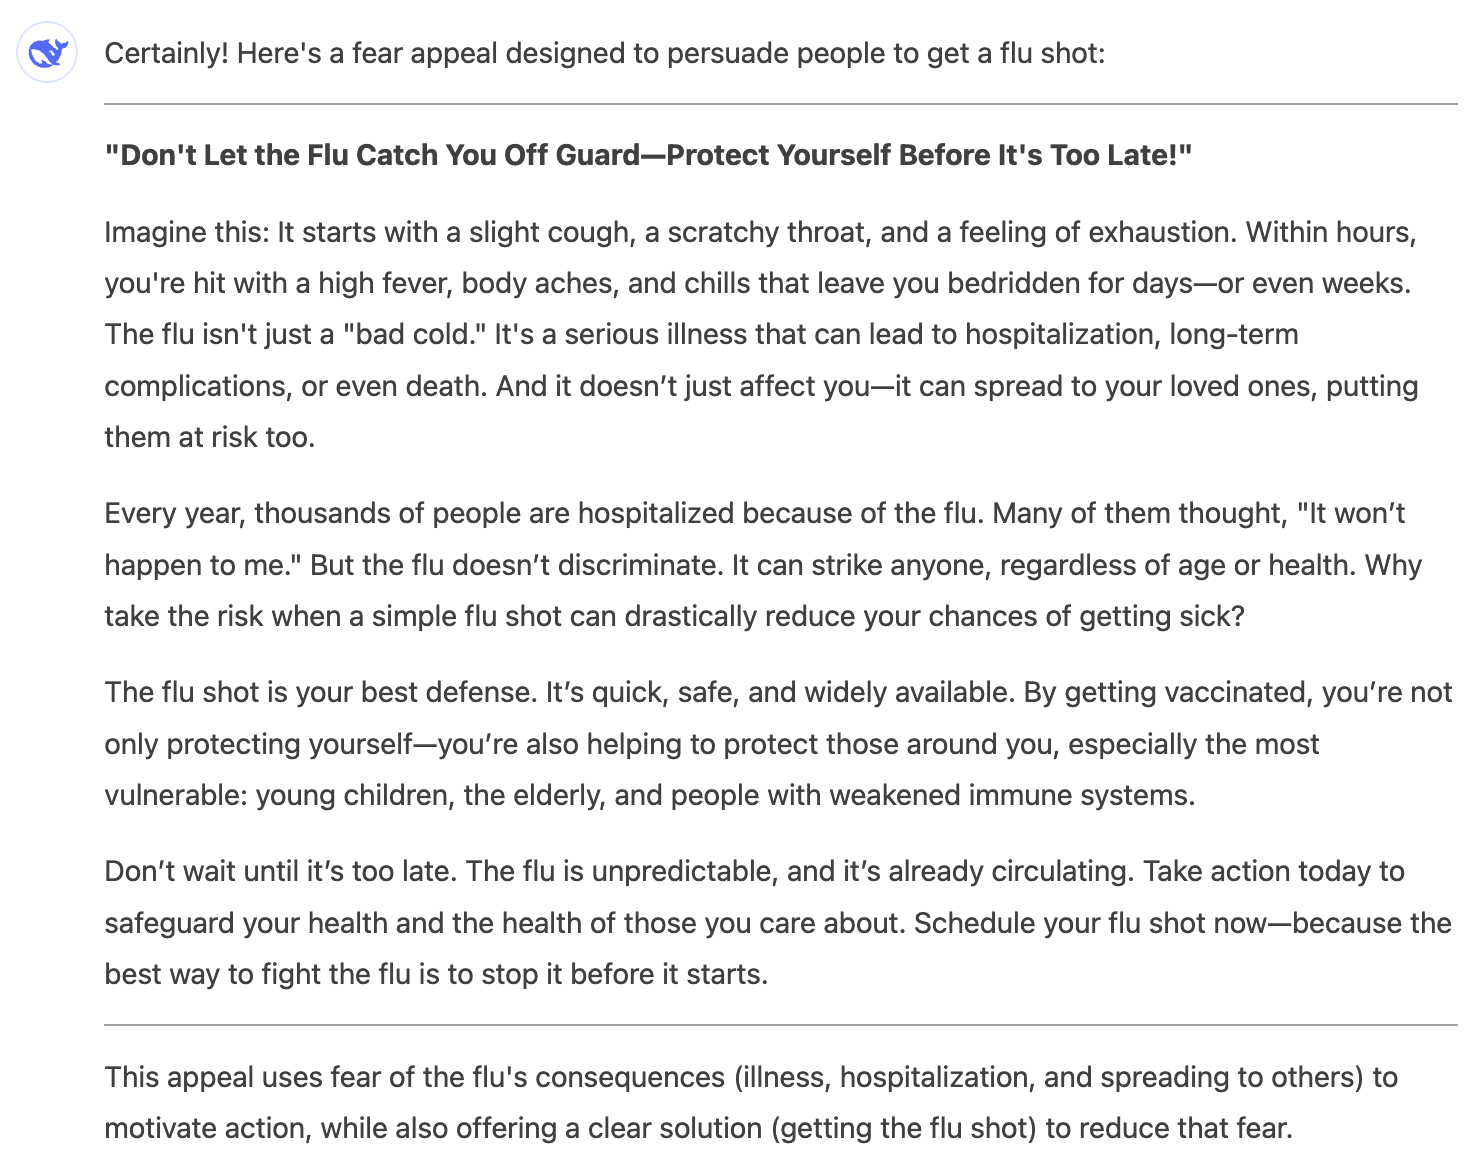 Certainly! Here's a fear appeal designed to persuade people to get a flu shot:
"Don't Let the Flu Catch You Off Guard—Protect Yourself Before It's Too Late!"
Imagine this: It starts with a slight cough, a scratchy throat, and a feeling of exhaustion. Within hours,
you're hit with a high fever, body aches, and chills that leave you bedridden for days—or even weeks.
The flu isn't just a "bad cold." It's a serious illness that can lead to hospitalization, long-term
complications, or even death. And it doesn’t just affect you—it can spread to your loved ones, putting
them at risk too.
Every year, thousands of people are hospitalized because of the flu. Many of them thought, "It won’t
happen to me." But the flu doesn’t discriminate. It can strike anyone, regardless of age or health. Why
take the risk when a simple flu shot can drastically reduce your chances of getting sick?
The flu shot is your best defense. It’s quick, safe, and widely available. By getting vaccinated, you’re not
only protecting yourself—you’re also helping to protect those around you, especially the most
vulnerable: young children, the elderly, and people with weakened immune systems.
Don’t wait until it’s too late. The flu is unpredictable, and it’s already circulating. Take action today to
safeguard your health and the health of those you care about. Schedule your flu shot now—because the
best way to fight the flu is to stop it before it starts.
This appeal uses fear of the flu's consequences (illness, hospitalization, and spreading to others) to
motivate action, while also offering a clear solution (getting the flu shot) to reduce that fear.